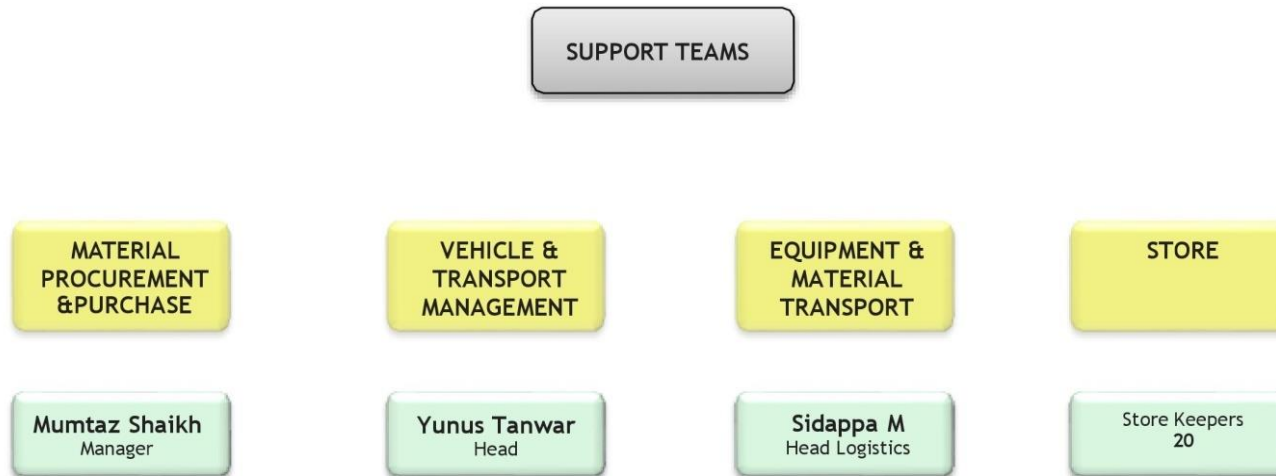 SUPPORT TEAMS
MATERIAL
PROCUREMENT
&PURCHASE
VEHICLE &
TRANSPORT
MANAGEMENT
EQUIPMENT &
MATERIAL
TRANSPORT
STORE
Mumtaz Shaikh
Manager
Yunus Tanwar
Head
Sidappa M
Head Logistics
Store Keepers
20